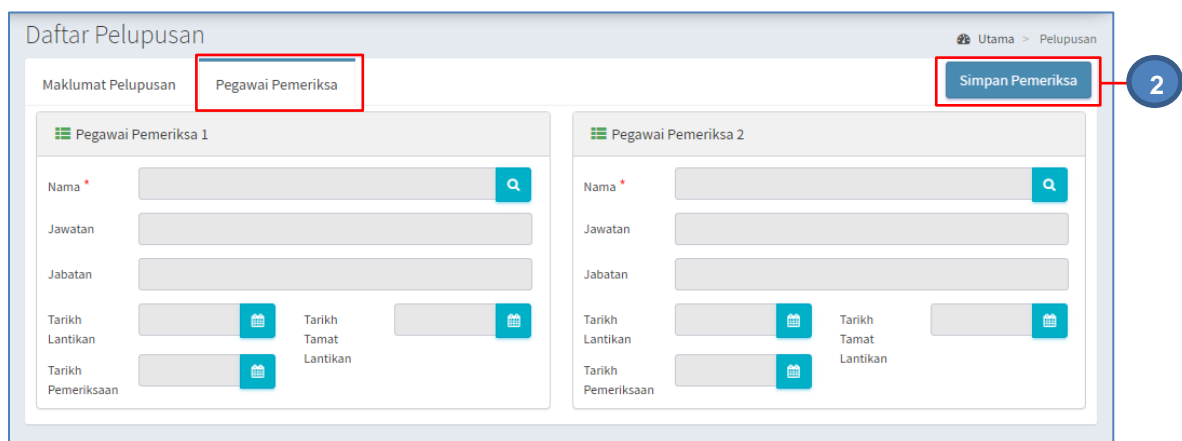 Daftar Pelupusan
Utama > Pelupusan
Maklumat Pelupusan
Pegawai Pemeriksa
Simpan Pemeriksa
2
Pegawai Pemeriksa 1
Nama *
Jawatan
Jabatan
Tarikh
Lantikan
Tarikh
Tamat
Lantikan
Tarikh
Pemeriksaan
Pegawai Pemeriksa 2
Nama *
Jawatan
Jabatan
Tarikh
Lantikan
Tarikh
Tamat
Lantikan
Tarikh
Pemeriksaan